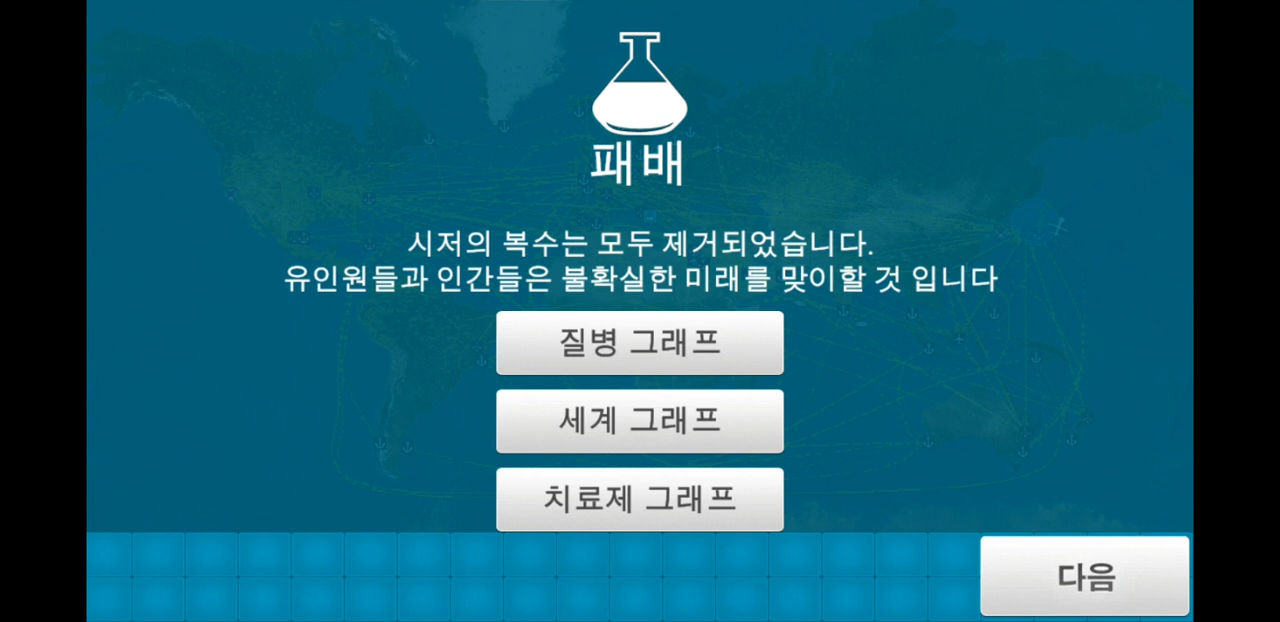 패배
시저의 복수는 모두 제거되었습니다.
유인원들과 인간들은 불확실한 미래를 맞이할 것 입니다
질병 그래프
세계 그래프
치료제 그래프
다음